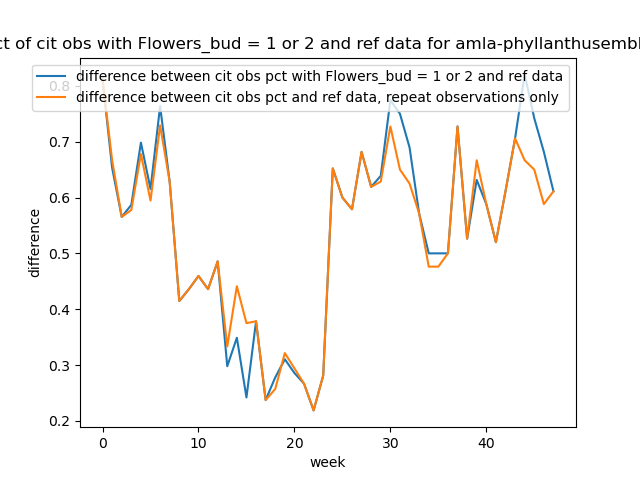 ct of cit obs with Flowers_bud = 1 or 2 and ref data for amla-phyllanthusembl
difference between cit obs pct with Flowers_bud = 1 or 2 and ref data
difference between cit obs pct and ref data, repeat observations only
0.8
0.7
0.6
0.5
0.4
0.3
0.2
difference
0 10 20 30 40
week